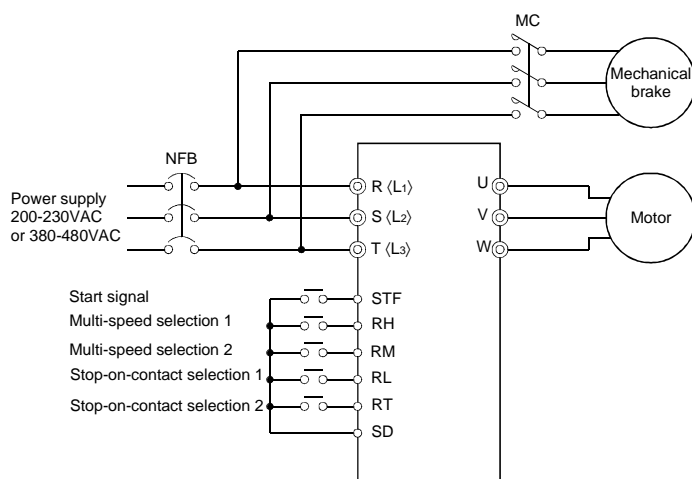 MC
Mechanical
brake
NFB
Power supply
200-230VAC
or 380-480VAC
R ⟨L1⟩
S ⟨L2⟩
T ⟨L3⟩
U
V
W
Motor
Start signal
STF
Multi-speed selection 1
RH
Multi-speed selection 2
RM
Stop-on-contact selection 1
RL
Stop-on-contact selection 2
RT
SD